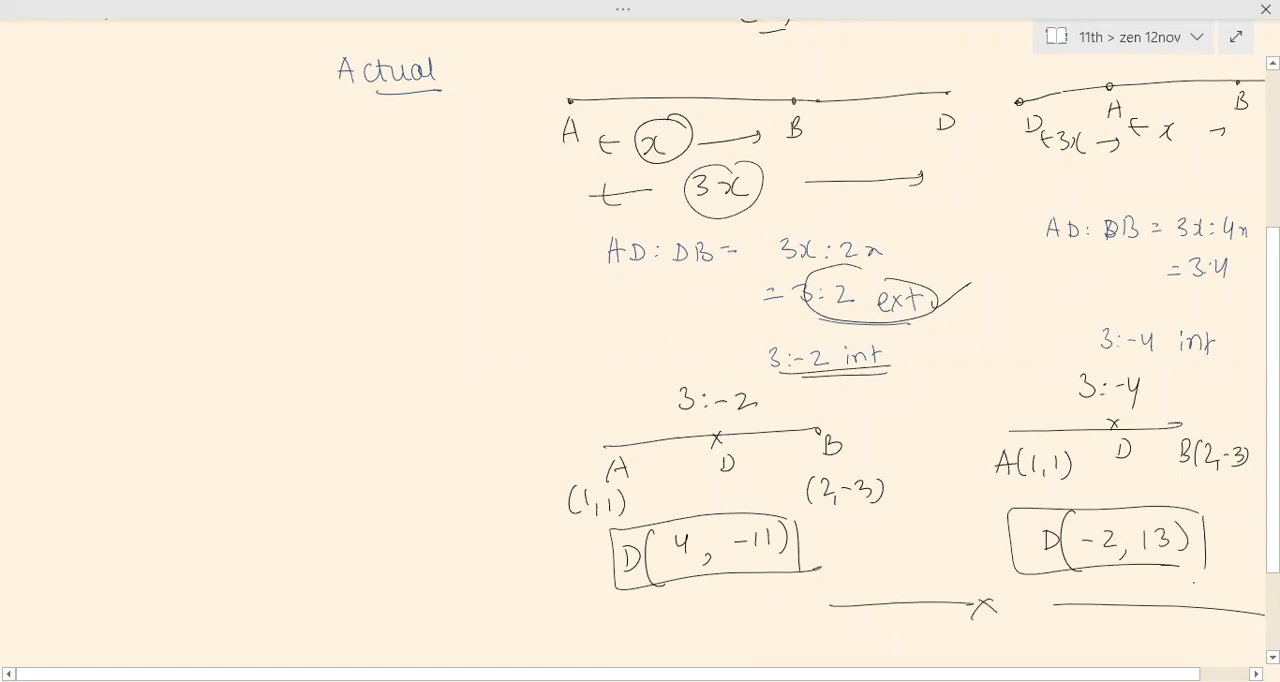 11th > zen 12nov
Actual
A B D
← x →
← 3x →
AD : DB = 3x : 2x
= 3 : 2 ext.
3 : -2 int
3 : -2
A D B
(1, 1) (2, -3)
D(4, -11)
D A B
← 3x → ← x →
AD : DB = 3x : 4x
= 3:4
3 : -4 int
3 : -4
A(1, 1) D B(2, -3)
D(-2, 13)
x